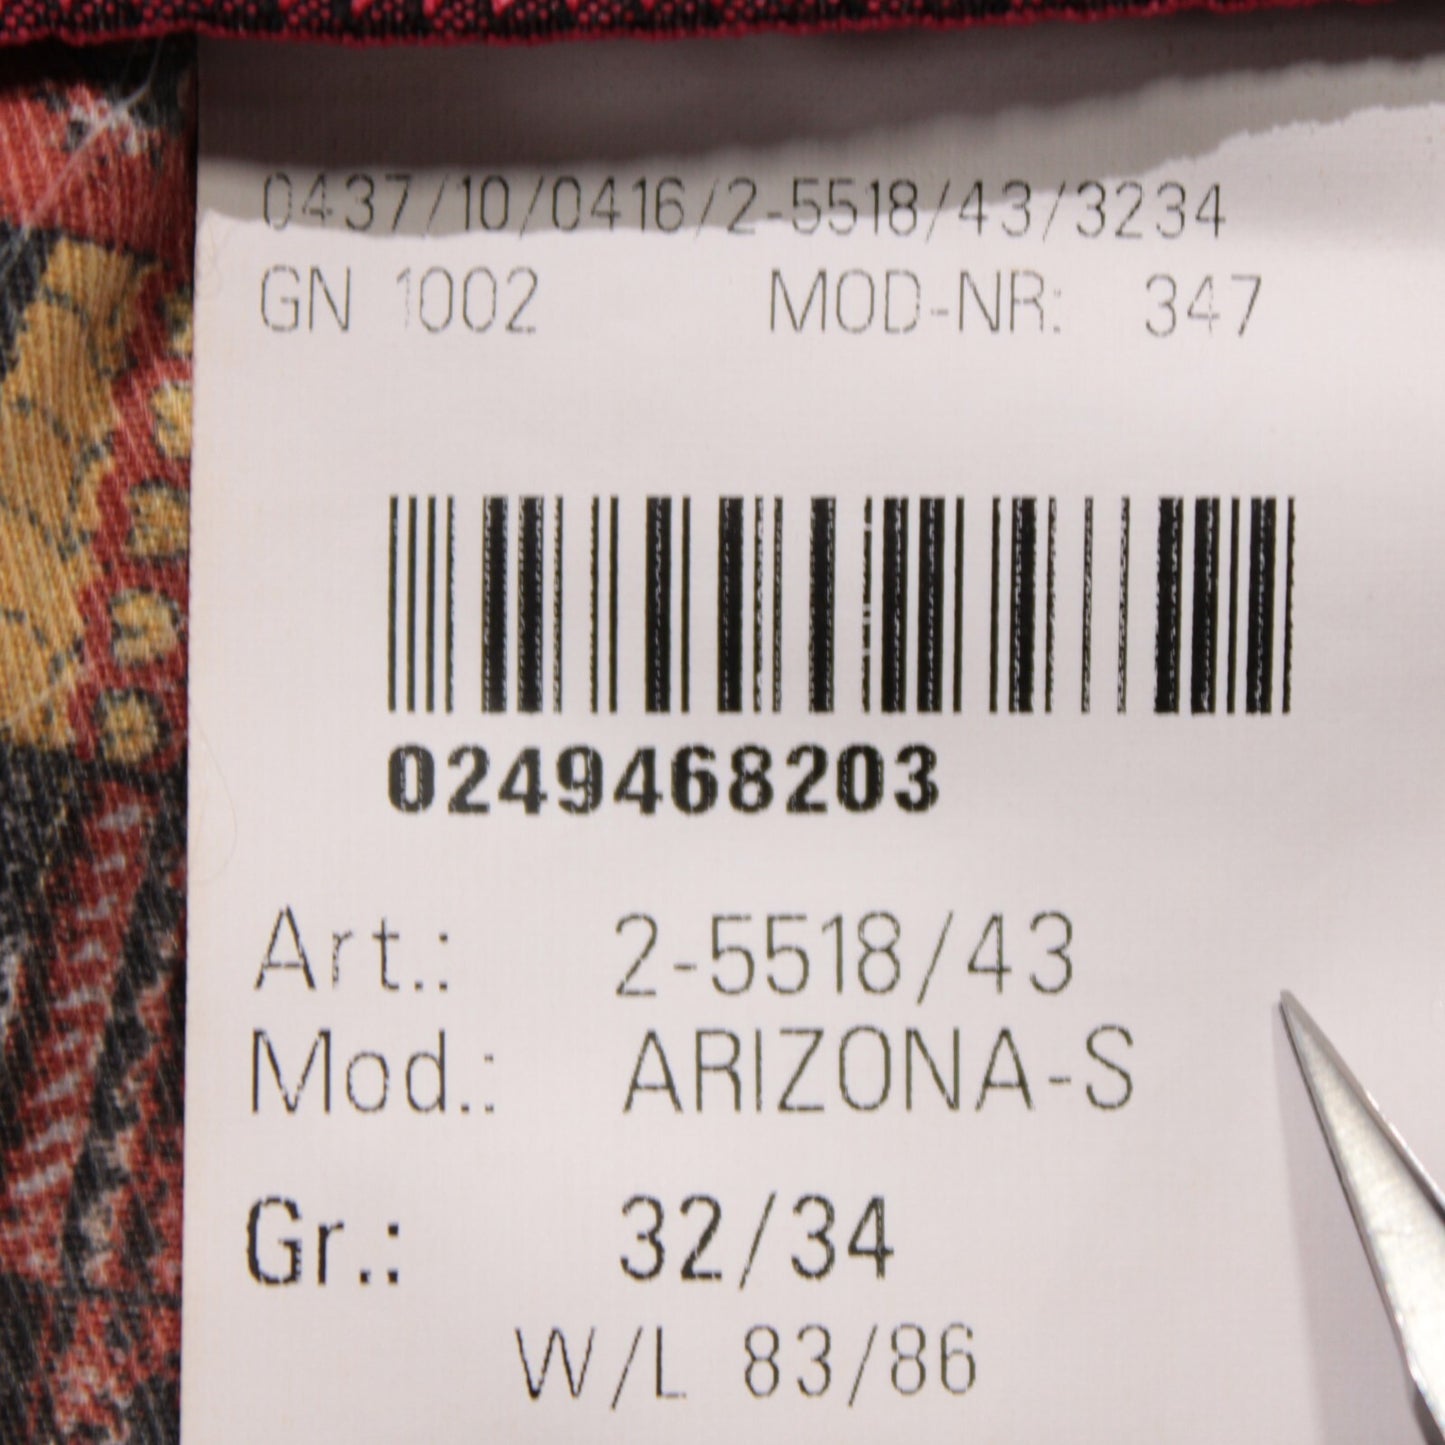 0437/10/0416/2-5518/43/3234
GN 1002 MOD-NR: 347
0249468203
Art.: 2-5518/43
Mod.: ARIZONA-S
Gr.: 32/34
W/L 83/86